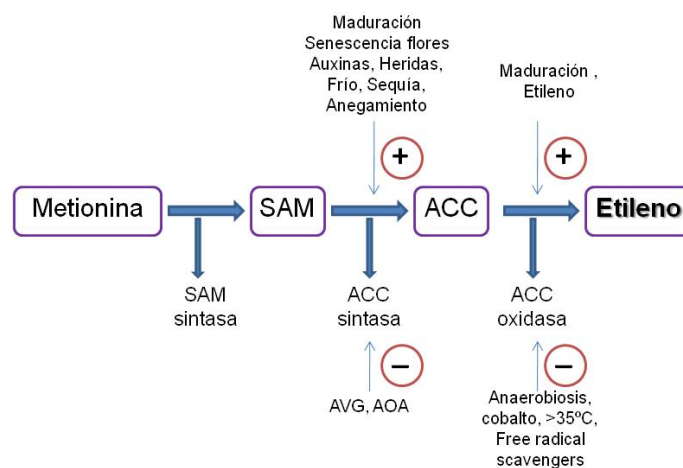 Maduración
Senescencia flores
Auxinas, Heridas,
Frío, Sequía,
Anegamiento
Maduración ,
Etileno
+
+
Metionina
SAM
ACC
Etileno
SAM
sintasa
ACC
sintasa
ACC
oxidasa
–
–
AVG, AOA
Anaerobiosis,
cobalto, >35ºC,
Free radical
scavengers